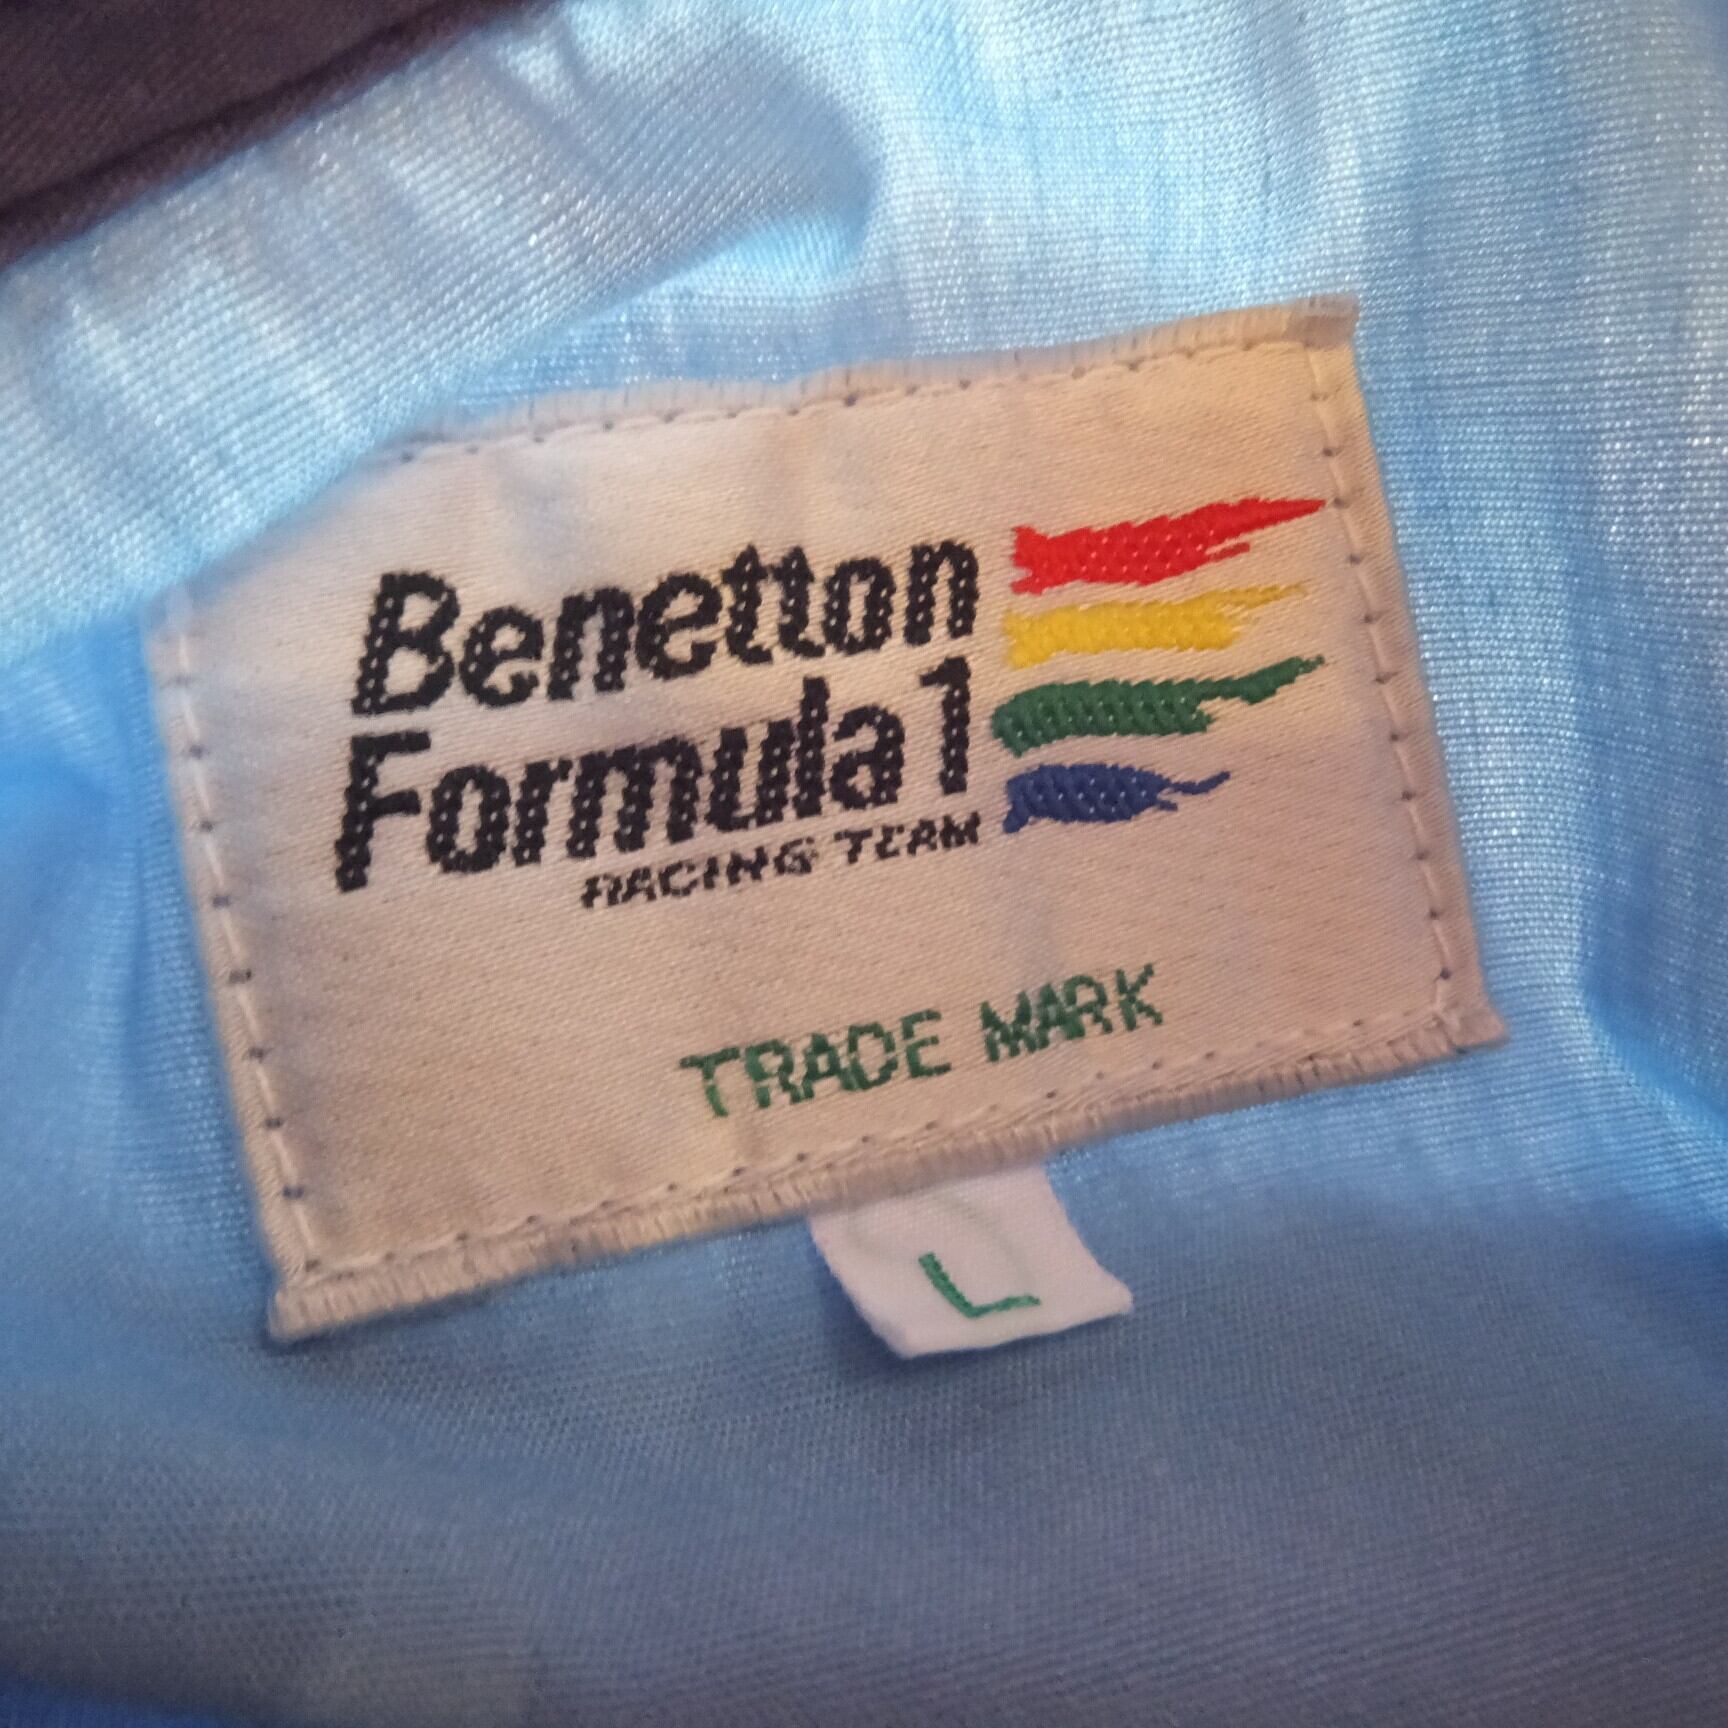 Benetton
Formula 1
RACING TEAM
TRADE MARK
L